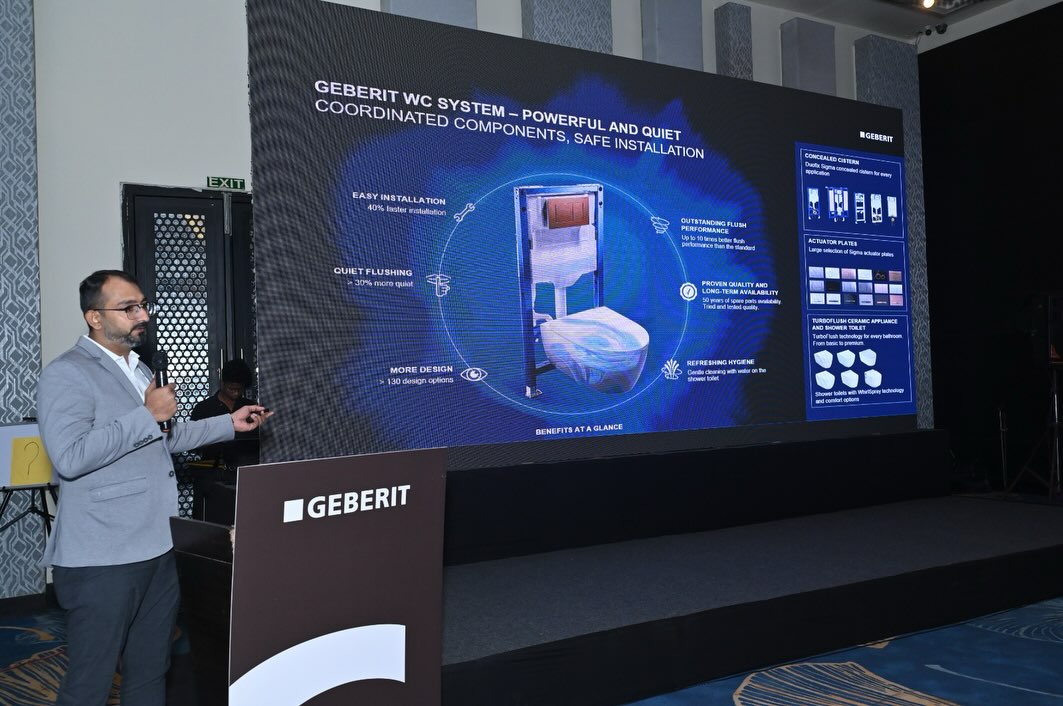 GEBERIT WC SYSTEM – POWERFUL AND QUIET
COORDINATED COMPONENTS, SAFE INSTALLATION
GEBERIT
EXIT
EASY INSTALLATION
40% faster installation
QUIET FLUSHING
> 30% more quiet
MORE DESIGN
> 130 design options
OUTSTANDING FLUSH
PERFORMANCE
Up to 10 times better flush
performance than the standard
PROVEN QUALITY AND
LONG-TERM AVAILABILITY
50 years of spare parts availability
Tried and tested quality.
REFRESHING HYGIENE
Gentle cleaning with water on the
shower toilet
BENEFITS AT A GLANCE
CONCEALED CISTERN
Duofix Sigma concealed cistern for every
application
ACTUATOR PLATES
Large selection of Sigma actuator plates
TURBOFLUSH CERAMIC APPLIANCE
AND SHOWER TOILET
TurboFlush technology for every bathroom.
From basic to premium.
Shower toilets with WhirlSpray technology
and comfort options
?
GEBERIT